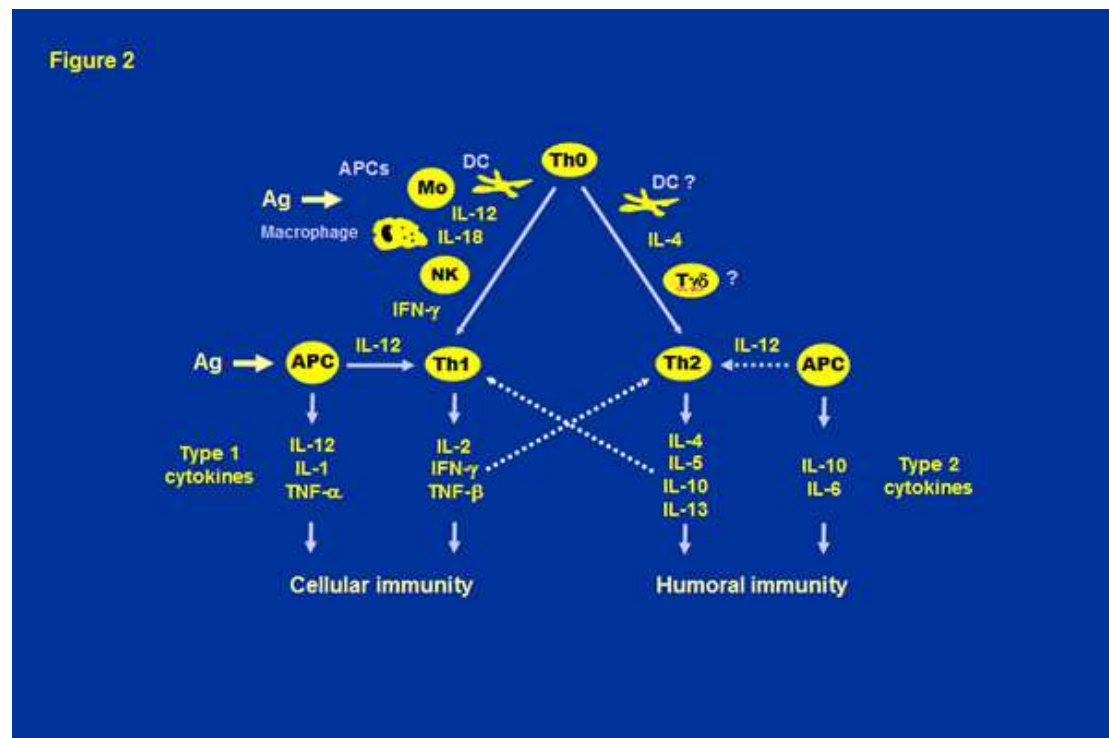 Figure 2
Th0
DC
APCs
Mo
DC ?
Ag
IL-12
Macrophage
IL-18
IL-4
NK
Tγδ ?
IFN-γ
Ag
APC
IL-12
Th1
Th2
IL-12
APC
Type 1
cytokines
IL-12
IL-1
TNF-α
IL-2
IFN-γ
TNF-β
IL-4
IL-5
IL-10
IL-13
IL-10
IL-6
Type 2
cytokines
Cellular immunity
Humoral immunity